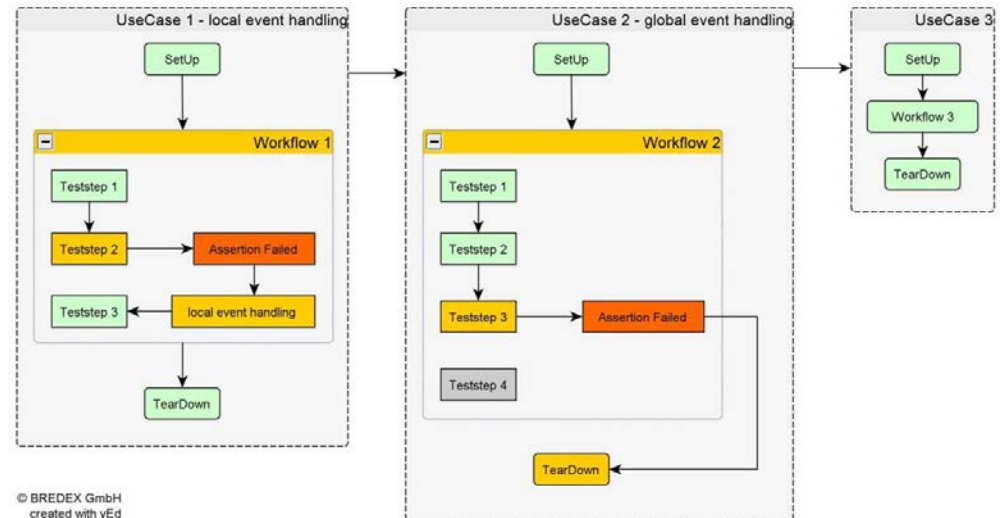 UseCase 1 - local event handling
SetUp
Workflow 1
Teststep 1
Teststep 2
Assertion Failed
Teststep 3
local event handling
TearDown
UseCase 2 - global event handling
SetUp
Workflow 2
Teststep 1
Teststep 2
Teststep 3
Assertion Failed
Teststep 4
TearDown
UseCase 3
SetUp
Workflow 3
TearDown
© BREDEX GmbH
created with yEd